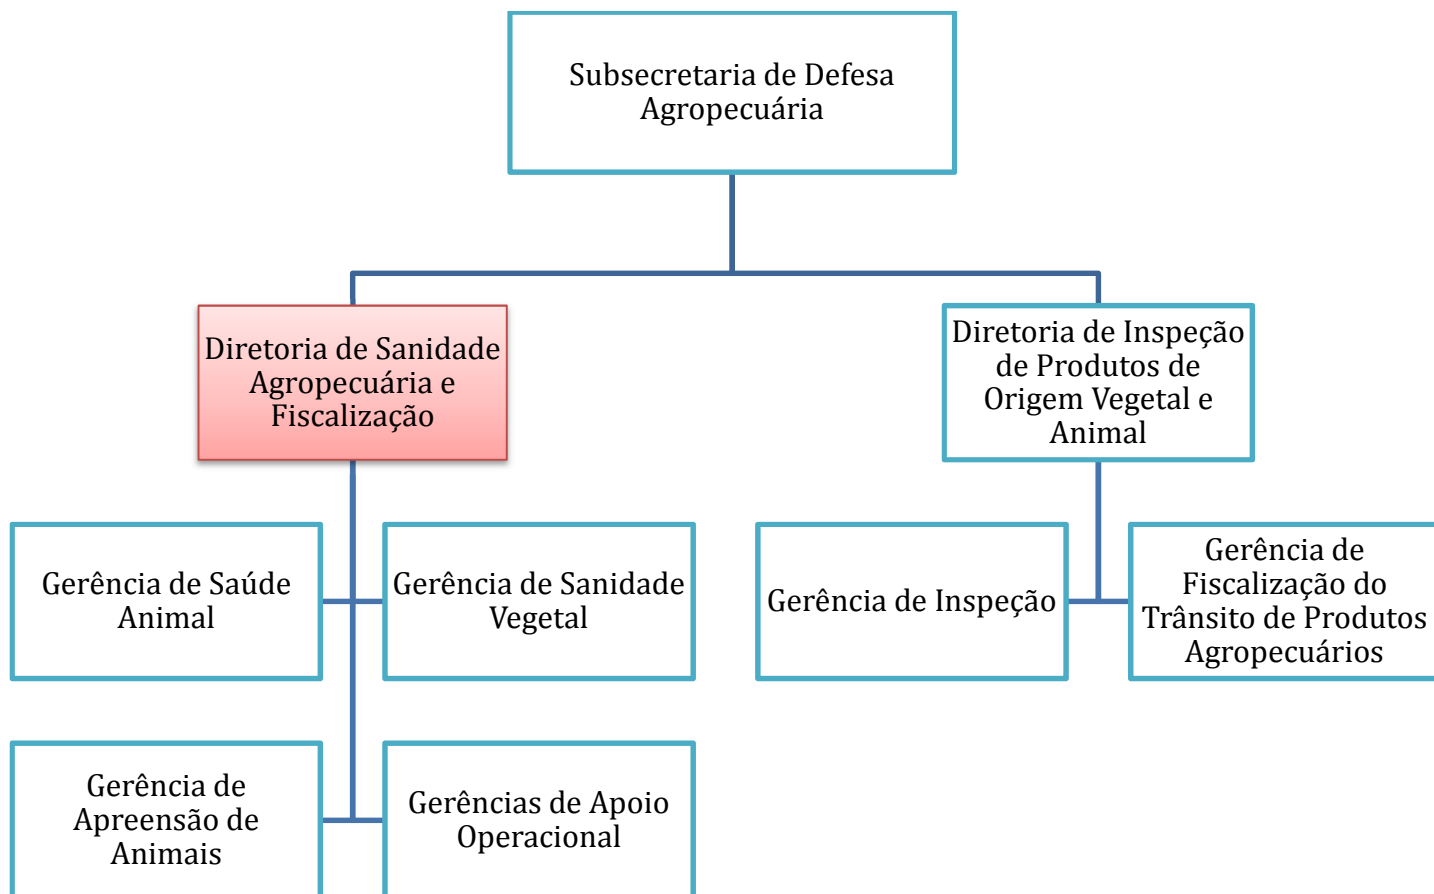 Subsecretaria de Defesa
Agropecuária
Diretoria de Sanidade
Agropecuária e
Fiscalização
Diretoria de Inspeção
de Produtos de
Origem Vegetal e
Animal
Gerência de Saúde
Animal
Gerência de Sanidade
Vegetal
Gerência de Inspeção
Gerência de
Fiscalização do
Trânsito de Produtos
Agropecuários
Gerência de
Apreensão de
Animais
Gerências de Apoio
Operacional